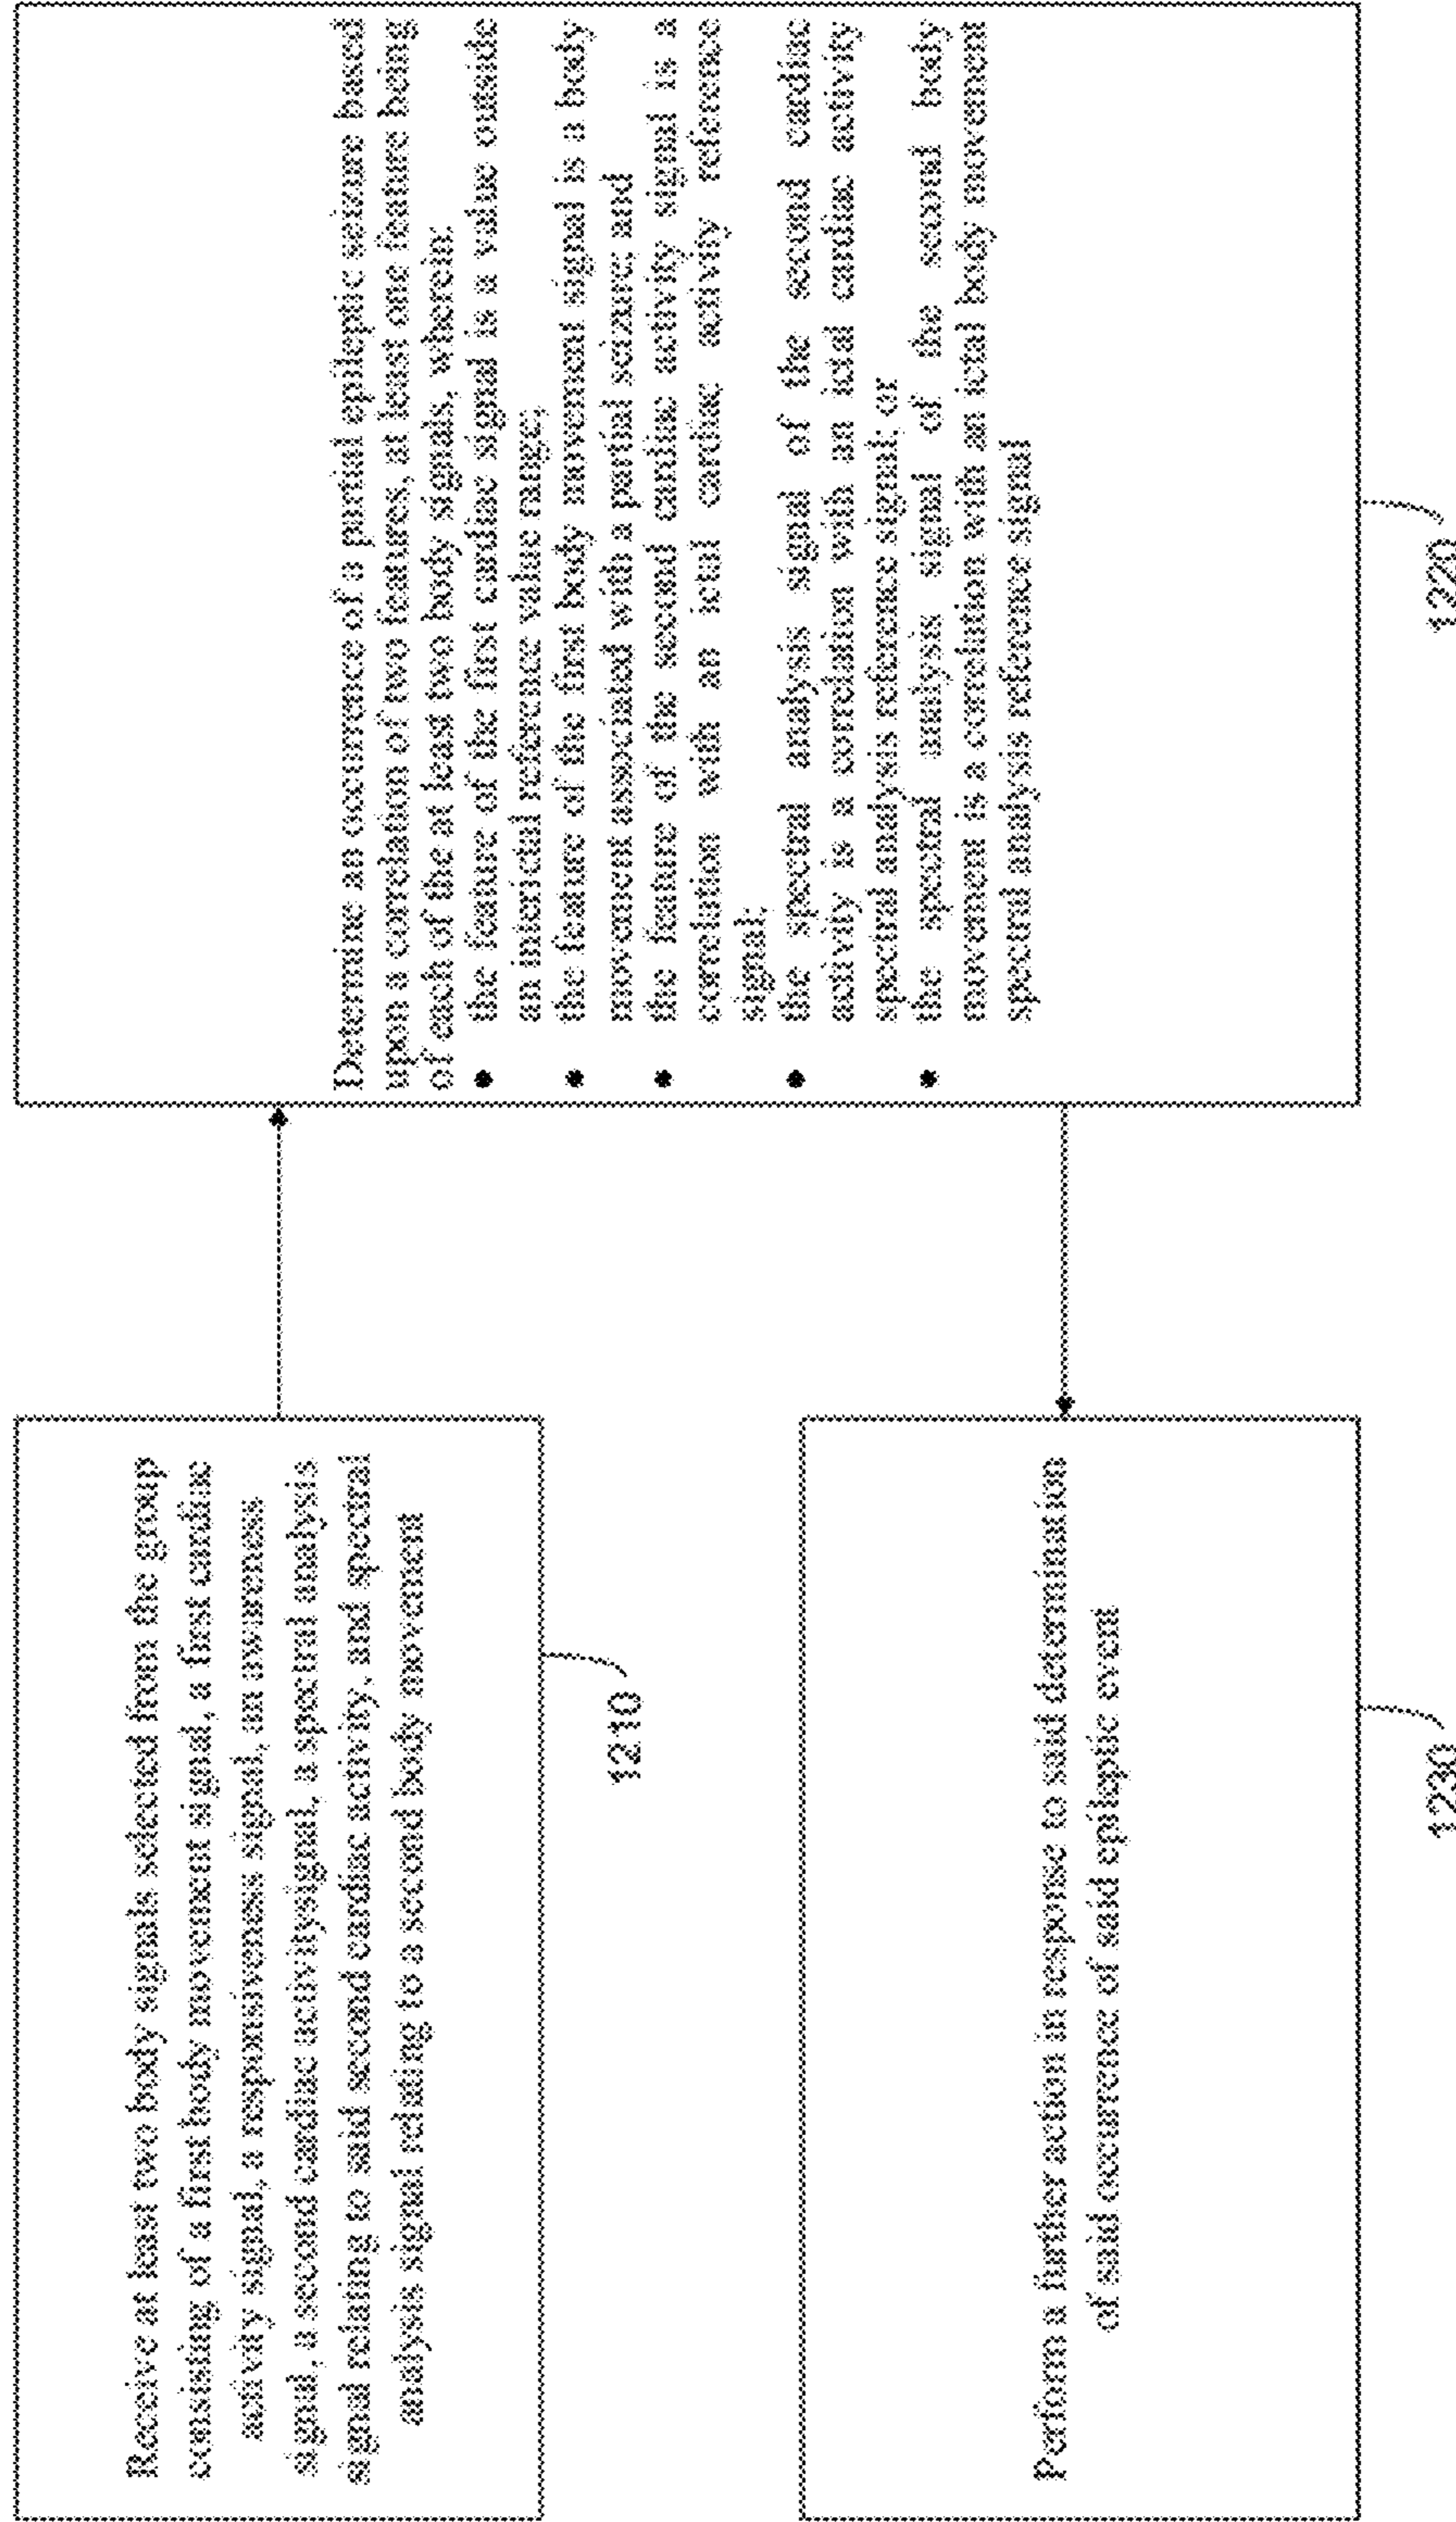 Receive at least two body signals selected from the group
consisting of a first body movement signal, a first cardiac
activity signal, a responsiveness signal, an awareness
signal, a second cardiac activitysignal, a spectral analysis
signal relating to said second cardiac activity, and spectral
analysis signal relating to a second body movement
1210
Determine an occurrence of a partial epileptic seizure based
upon a correlation of two features, at least one feature being
of each of the at least two body signals, wherein:
• the feature of the first cardiac signal is a value outside
an interictal reference value range;
• the feature of the first body movement signal is a body
movement associated with a partial seizure; and
• the feature of the second cardiac activity signal is a
correlation with an ictal cardiac activity reference
signal;
• the spectral analysis signal of the second cardiac
activity is a correlation with an ictal cardiac activity
spectral analysis reference signal; or
• the spectral analysis signal of the second body
movement is a correlation with an ictal body movement
spectral analysis reference signal
1220
Perform a further action in response to said determination
of said occurrence of said epileptic event
1230